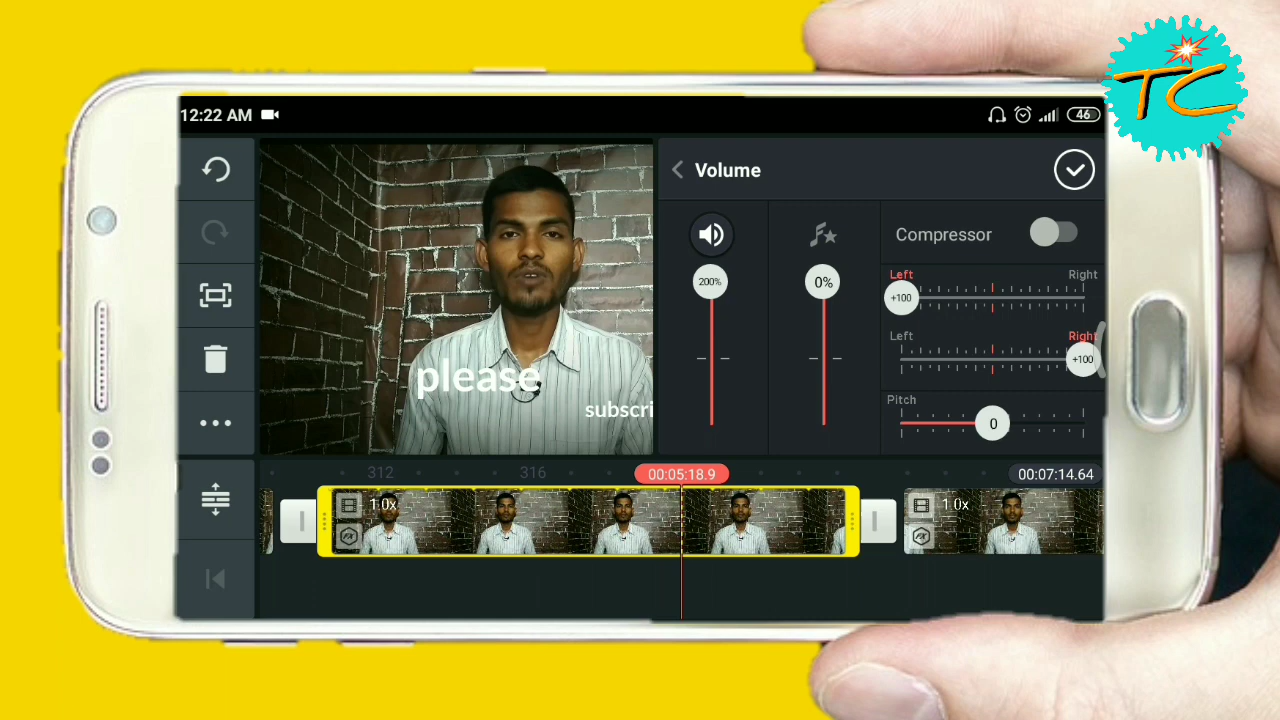 12:22 AM
46
TC
Volume
200%
0%
Compressor
Left
Right
+100
Left
Right
+100
Pitch
0
please
subscri
312
316
00:05:18.9
00:07:14.64
1.0x
1.0x